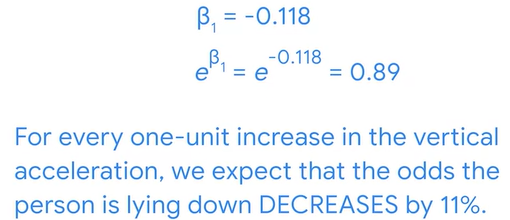 β₁ = -0.118
e^β₁ = e^-0.118 = 0.89
For every one-unit increase in the vertical
acceleration, we expect that the odds the
person is lying down DECREASES by 11%.